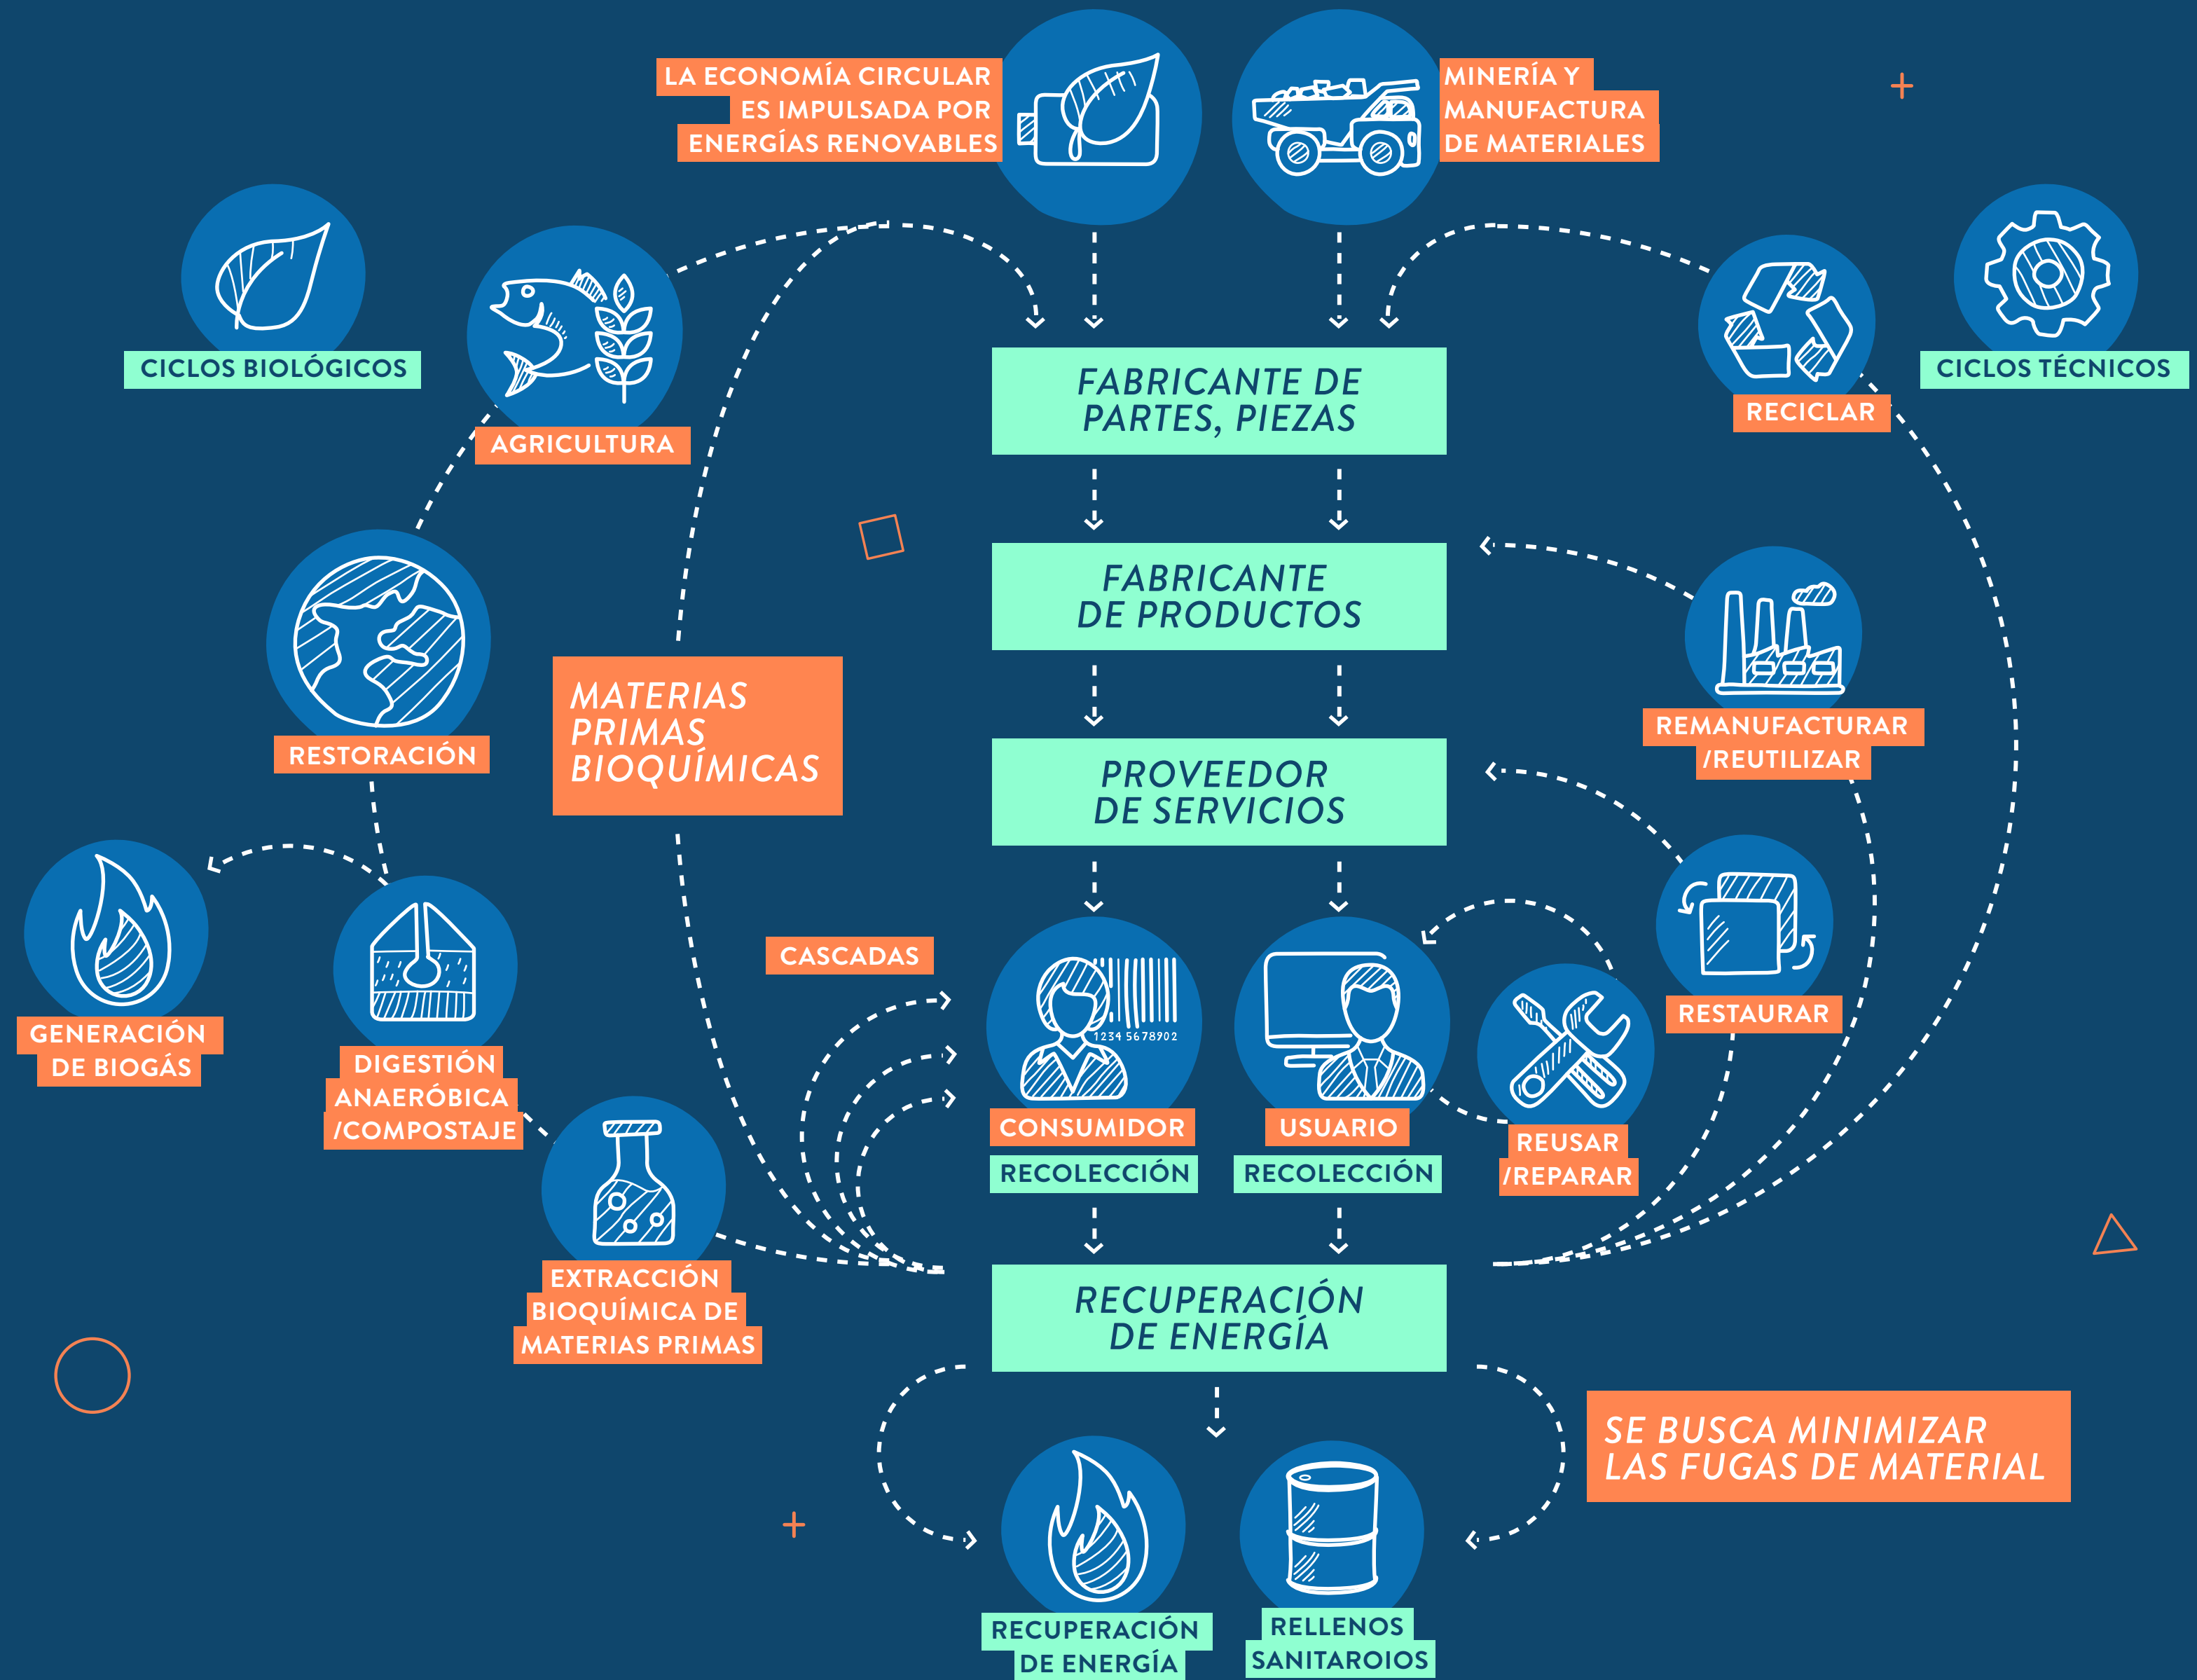 LA ECONOMÍA CIRCULAR
ES IMPULSADA POR
ENERGÍAS RENOVABLES
MINERÍA Y
MANUFACTURA
DE MATERIALES
CICLOS BIOLÓGICOS
AGRICULTURA
FABRICANTE DE
PARTES, PIEZAS
RECICLAR
CICLOS TÉCNICOS
FABRICANTE
DE PRODUCTOS
RESTORACIÓN
MATERIAS
PRIMAS
BIOQUÍMICAS
REMANUFACTURAR
/REUTILIZAR
PROVEEDOR
DE SERVICIOS
GENERACIÓN
DE BIOGÁS
DIGESTIÓN
ANAERÓBICA
/COMPOSTAJE
CASCADAS
1234 5678902
CONSUMIDOR
RECOLECCIÓN
USUARIO
RECOLECCIÓN
RESTAURAR
REUSAR
/REPARAR
EXTRACCIÓN
BIOQUÍMICA DE
MATERIAS PRIMAS
RECUPERACIÓN
DE ENERGÍA
SE BUSCA MINIMIZAR
LAS FUGAS DE MATERIAL
RECUPERACIÓN
DE ENERGÍA
RELLENOS
SANITAROIOS